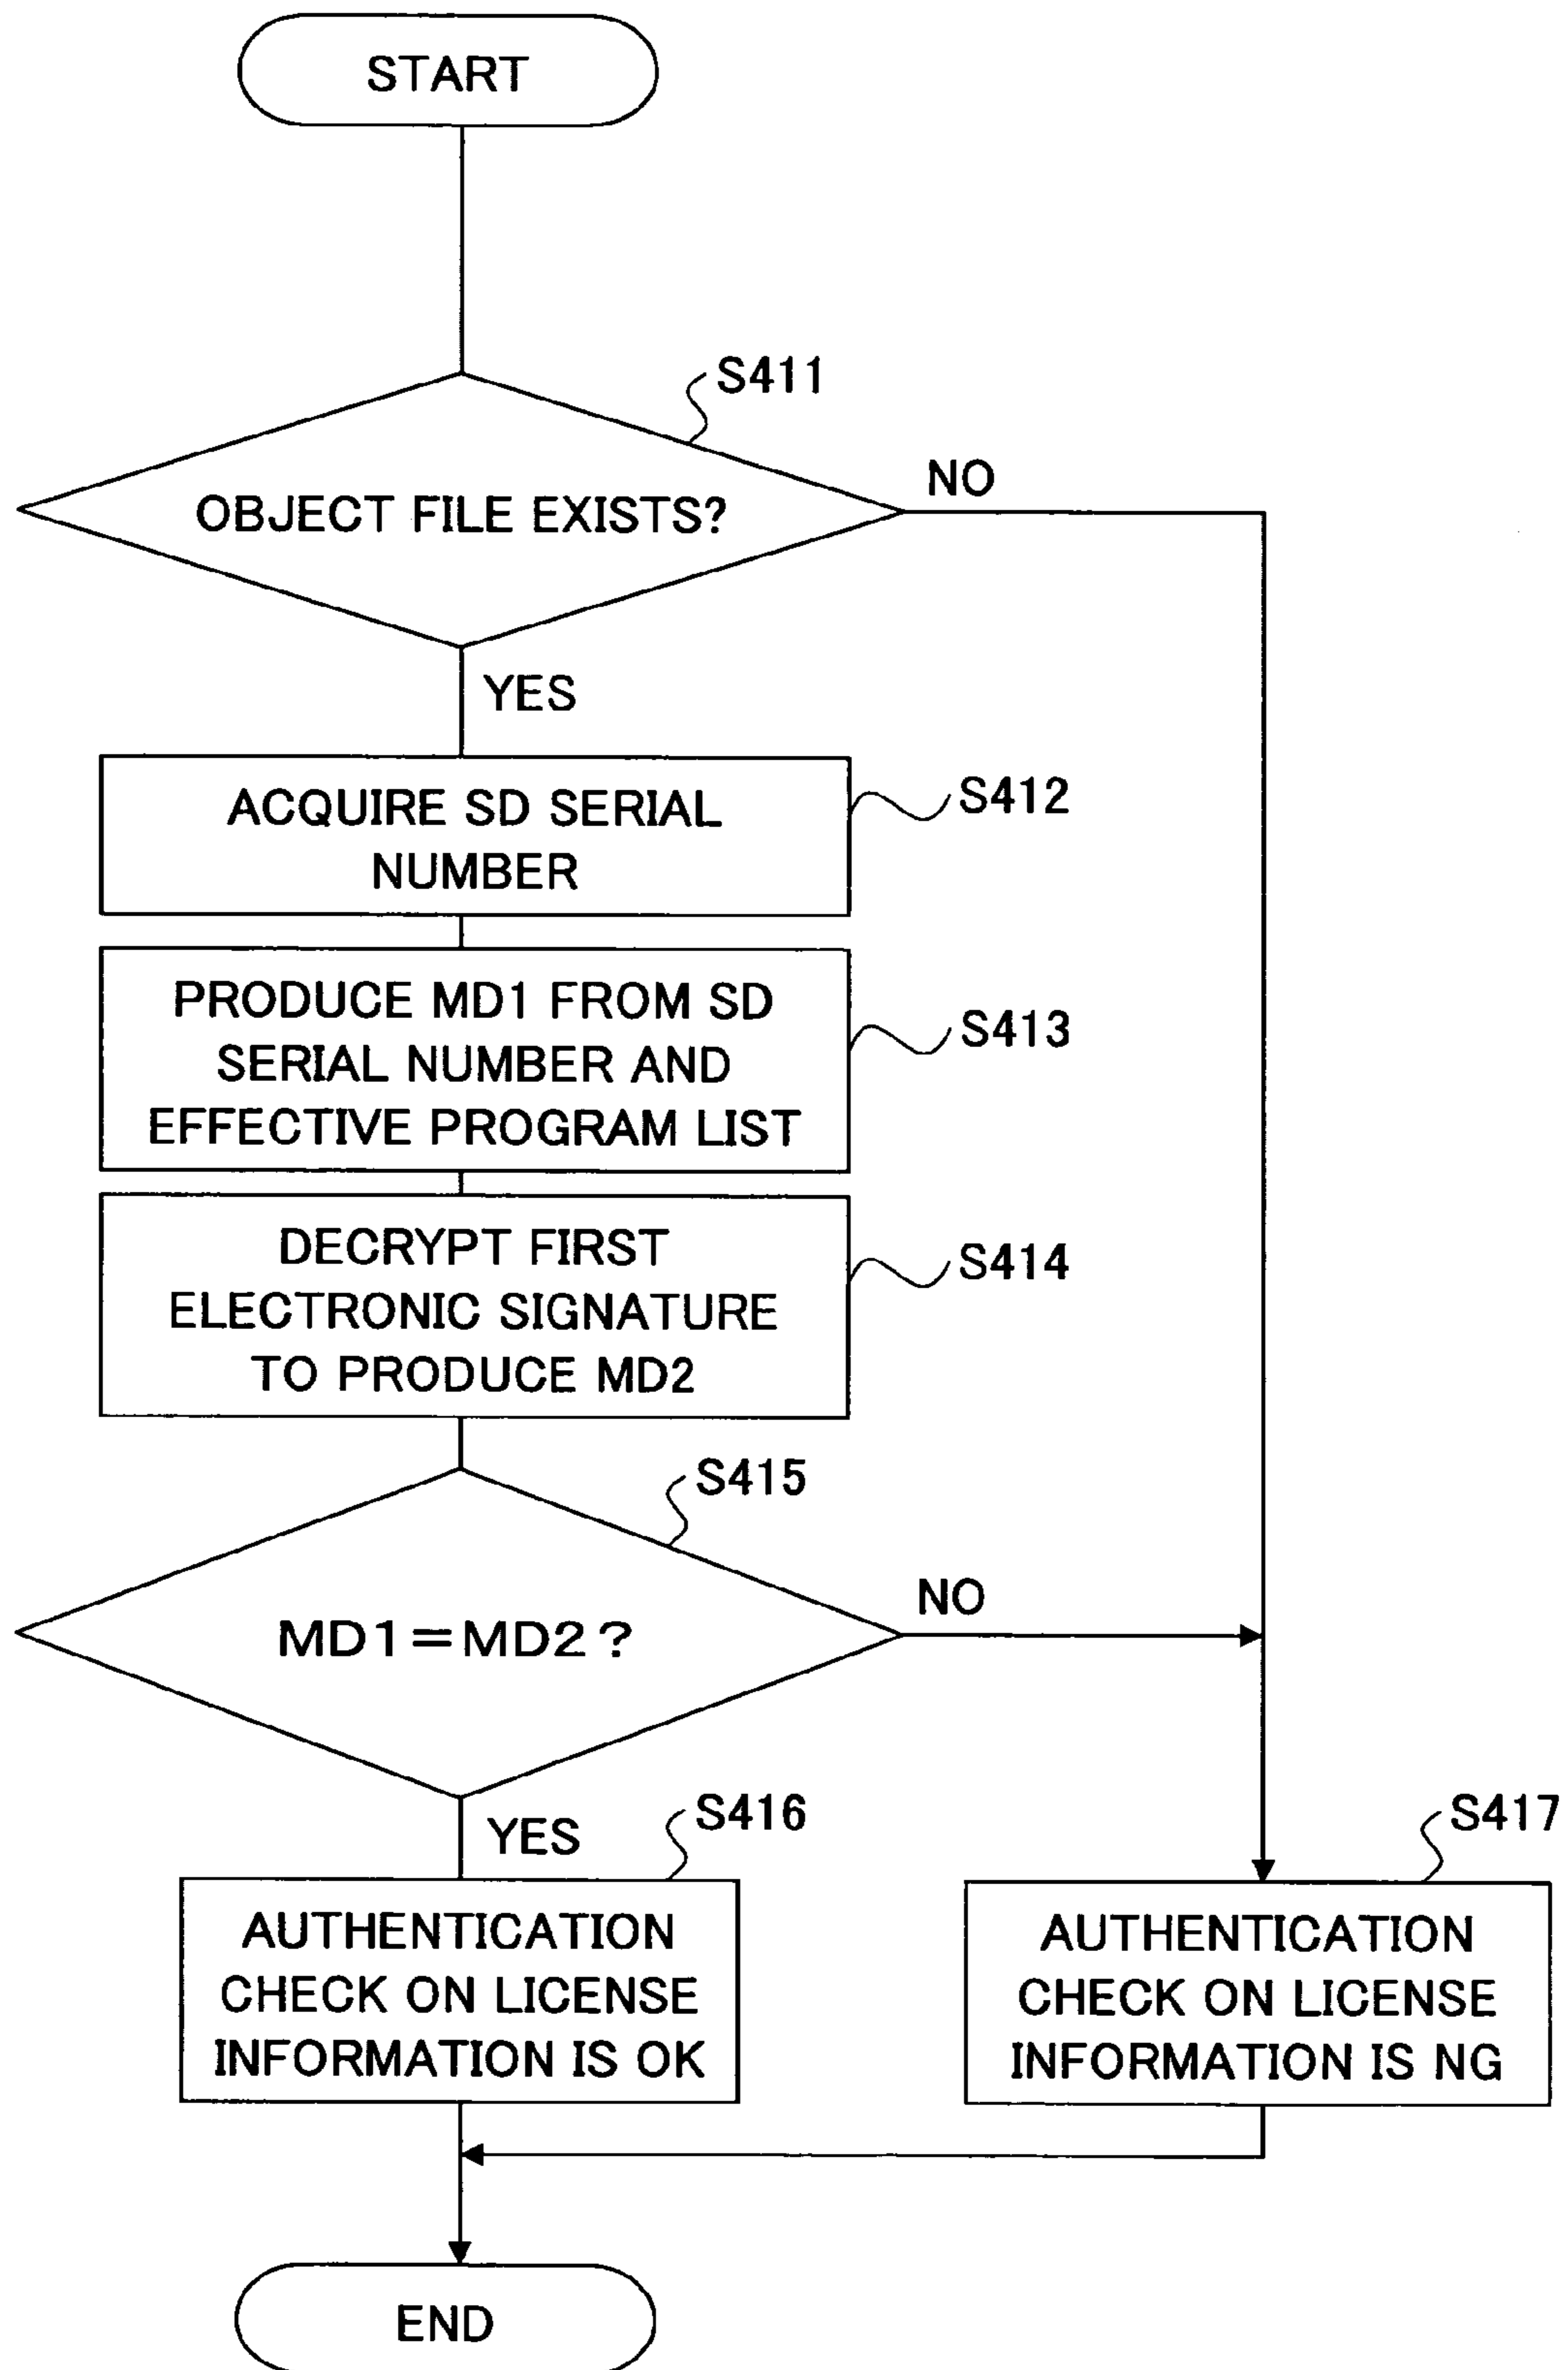 START
S411
OBJECT FILE EXISTS?
NO
YES
ACQUIRE SD SERIAL
NUMBER
S412
PRODUCE MD1 FROM SD
SERIAL NUMBER AND
EFFECTIVE PROGRAM LIST
S413
DECRYPT FIRST
ELECTRONIC SIGNATURE
TO PRODUCE MD2
S414
S415
MD1=MD2?
NO
YES
S416
AUTHENTICATION
CHECK ON LICENSE
INFORMATION IS OK
S417
AUTHENTICATION
CHECK ON LICENSE
INFORMATION IS NG
END